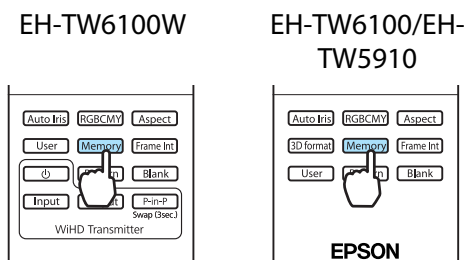 EH-TW6100W
EH-TW6100/EH-
TW5910
Auto Iris RGBCMY Aspect
User Memory Frame Int
Blank
Input P-in-P
Swap (3sec.)
WiHD Transmitter
Auto Iris RGBCMY Aspect
3D format Memory Frame Int
User Blank
EPSON